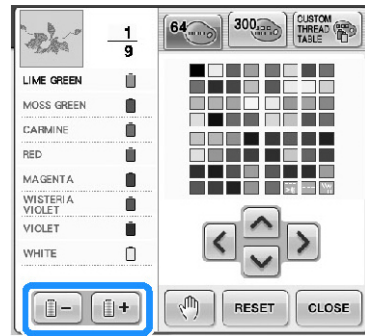 1
9
LIME GREEN
MOSS GREEN
CARMINE
RED
MAGENTA
WISTERIA
VIOLET
VIOLET
WHITE
64
300
CUSTOM
THREAD
TABLE
RESET
CLOSE